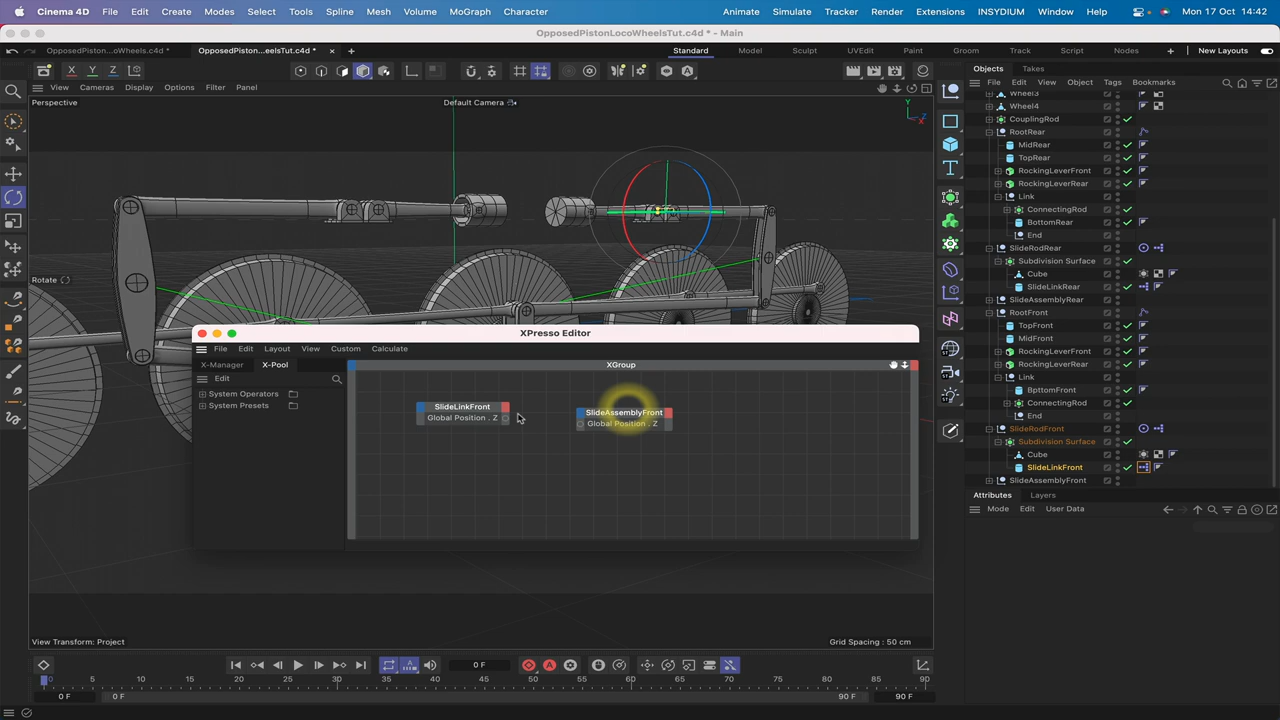 Cinema 4D File Edit Create Modes Select Tools Spline Mesh Volume MoGraph Character Animate Simulate Tracker Render Extensions INSYDIUM Window Help Mon 17 Oct 14:42
OpposedPistonLocoWheelsTut.c4d * - Main
OpposedPiston...oWheels.c4d * OpposedPiston...eelsTut.c4d * Standard Model Sculpt UVEdit Paint Groom Track Script Nodes New Layouts
X Y Z
Objects Takes
View Cameras Display Options Filter Panel
File Edit View Object Tags Bookmarks
Perspective
Default Camera
Y
Wheel3
Wheel4
CouplingRod
RootRear
MidRear
TopRear
RockingLeverFront
RockingLeverRear
Link
ConnectingRod
BottomRear
End
SlideRodRear
Subdivision Surface
Cube
SlideLinkRear
SlideAssemblyRear
RootFront
TopFront
MidFront
RockingLeverFront
RockingLeverRear
Link
BpttomFront
ConnectingRod
End
SlideRodFront
Subdivision Surface
Cube
SlideLinkFront
SlideAssemblyFront
Rotate
XPresso Editor
File Edit Layout View Custom Calculate
X-Manager X-Pool
XGroup
Edit
System Operators
System Presets
SlideLinkFront
Global Position . Z
SlideAssemblyFront
Global Position . Z
Attributes Layers
Mode Edit User Data
View Transform: Project
Grid Spacing : 50 cm
0 F
0 5 10 15 20 25 30 35 40 45 50 55 60 65 70 75 80 85 90
0 F 0 F 90 F 90 F